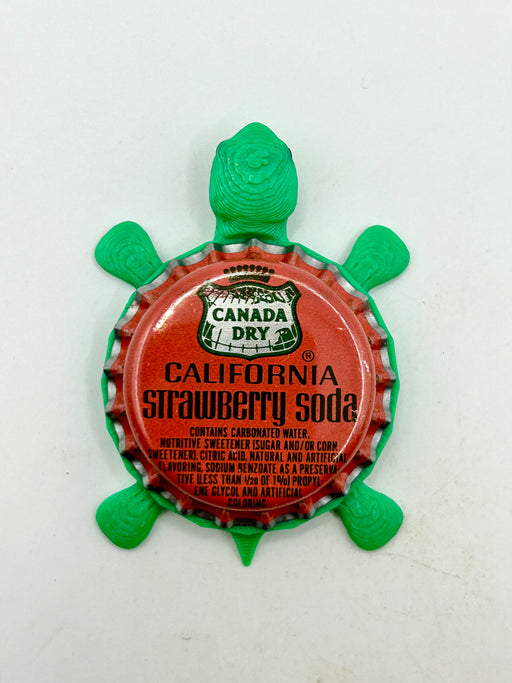 CANADA
DRY
®
CALIFORNIA
strawberry soda
CONTAINS CARBONATED WATER,
NUTRITIVE SWEETENER (SUGAR AND/OR CORN
SWEETENER), CITRIC ACID, NATURAL AND ARTIFICIAL
FLAVORING, SODIUM BENZOATE AS A PRESERVA
TIVE (LESS THAN 1/20 OF 1%) PROPYL
ENE GLYCOL AND ARTIFICIAL
COLORING